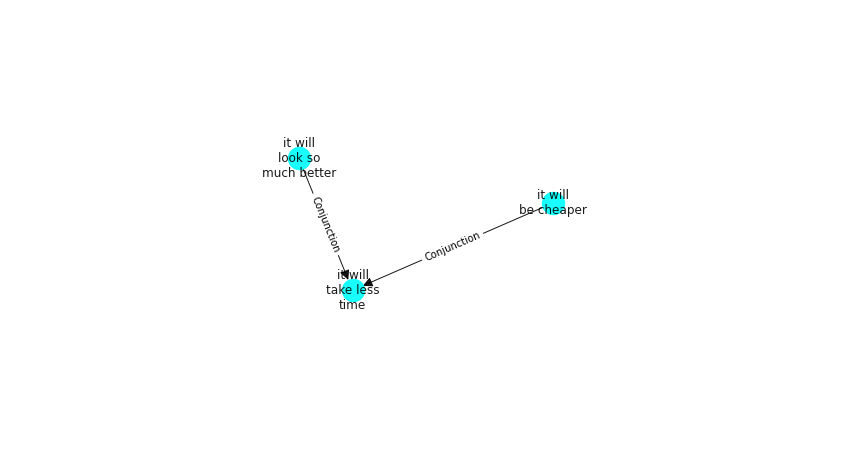 it will
look so
much better
it will
be cheaper
Conjunction
Conjunction
it will
take less
time